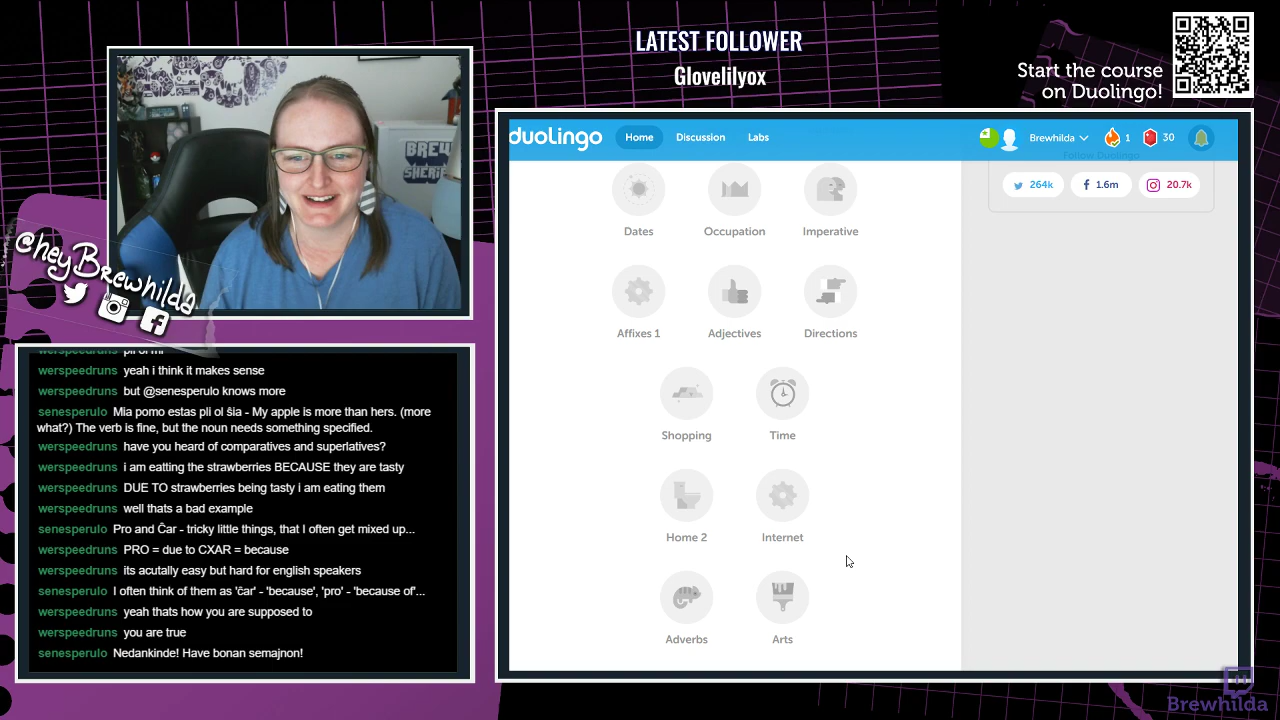 LATEST FOLLOWER
Glovelilyox
Start the course
on Duolingo!
BREW
SHERIFF
@heyBrewhilda
duolingo
Home
Discussion
Labs
Brewhilda
1
30
Follow Duolingo
264k
1.6m
20.7k
Dates
Occupation
Imperative
Affixes 1
Adjectives
Directions
Shopping
Time
Home 2
Internet
Adverbs
Arts
werspeedruns yeah i think it makes sense
werspeedruns but @senesperulo knows more
senesperulo Mia pomo estas pli ol ŝia - My apple is more than hers. (more
what?) The verb is fine, but the noun needs something specified.
werspeedruns have you heard of comparatives and superlatives?
werspeedruns i am eatting the strawberries BECAUSE they are tasty
werspeedruns DUE TO strawberries being tasty i am eating them
werspeedruns well thats a bad example
senesperulo Pro and Ĉar - tricky little things, that I often get mixed up...
werspeedruns PRO = due to CXAR = because
werspeedruns its acutally easy but hard for english speakers
senesperulo I often think of them as 'ĉar' - 'because', 'pro' - 'because of'...
werspeedruns yeah thats how you are supposed to
werspeedruns you are true
senesperulo Nedankinde! Have bonan semajnon!
Brewhilda